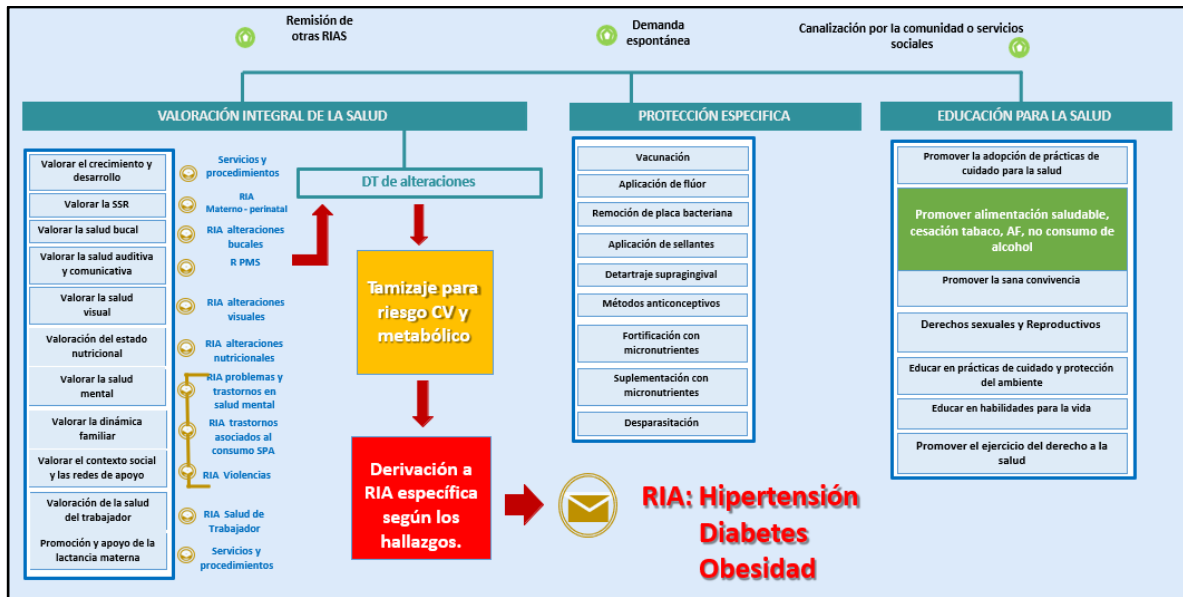 Remisión de
otras RIAS
Demanda
espontánea
Canalización por la comunidad o servicios
sociales
VALORACIÓN INTEGRAL DE LA SALUD
Valorar el crecimiento y
desarrollo
Valorar la SSR
Valorar la salud bucal
Valorar la salud auditiva
y comunicativa
Valorar la salud
visual
Valoración del estado
nutricional
Valorar la salud
mental
Valorar la dinámica
familiar
Valorar el contexto social
y las redes de apoyo
Valoración de la salud
del trabajador
Promoción y apoyo de la
lactancia materna
Servicios y
procedimientos
RIA
Materno - perinatal
RIA alteraciones
bucales
R PMS
RIA alteraciones
visuales
RIA alteraciones
nutricionales
RIA problemas y
trastornos en
salud mental
RIA trastornos
asociados al
consumo SPA
RIA Violencias
RIA Salud de
Trabajador
Servicios y
procedimientos
DT de alteraciones
Tamizaje para
riesgo CV y
metabólico
Derivación a
RIA específica
según los
hallazgos.
RIA: Hipertensión
Diabetes
Obesidad
PROTECCIÓN ESPECIFICA
Vacunación
Aplicación de flúor
Remoción de placa bacteriana
Aplicación de sellantes
Detartraje supragingival
Métodos anticonceptivos
Fortificación con
micronutrientes
Suplementación con
micronutrientes
Desparasitación
EDUCACIÓN PARA LA SALUD
Promover la adopción de prácticas de
cuidado para la salud
Promover alimentación saludable,
cesación tabaco, AF, no consumo de
alcohol
Promover la sana convivencia
Derechos sexuales y Reproductivos
Educar en prácticas de cuidado y protección
del ambiente
Educar en habilidades para la vida
Promover el ejercicio del derecho a la
salud